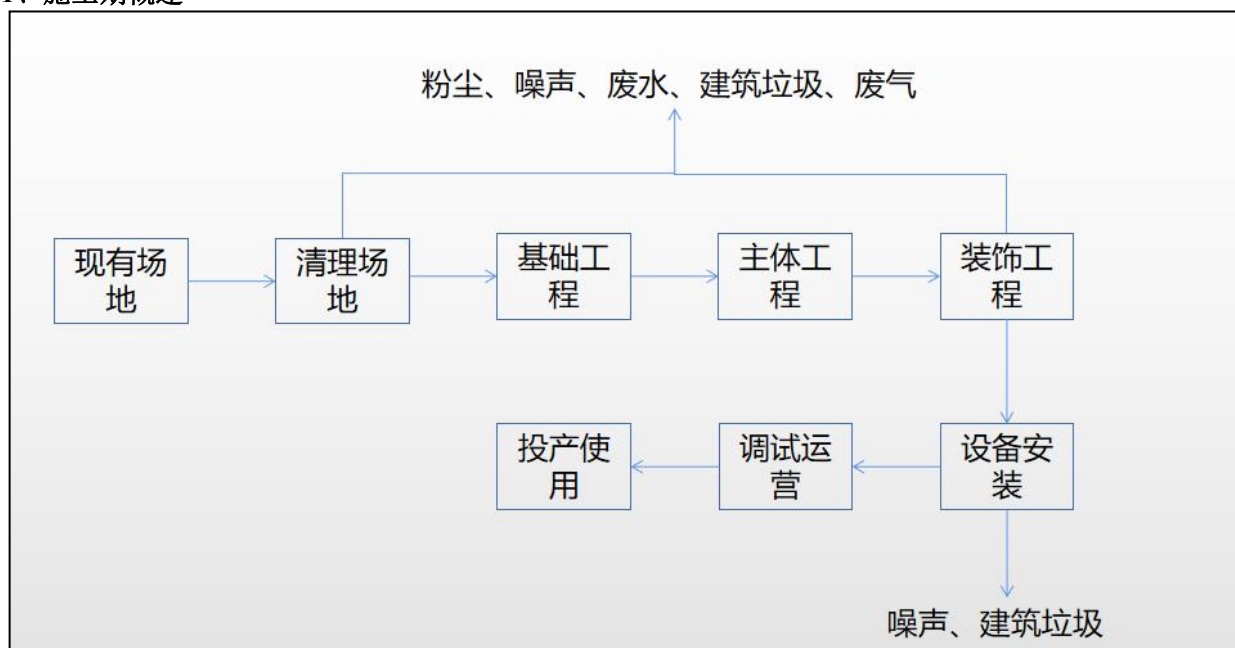 粉尘、噪声、废水、建筑垃圾、废气
现有场
地
清理场
地
基础工
程
主体工
程
装饰工
程
投产使
用
调试运
营
设备安
装
噪声、建筑垃圾